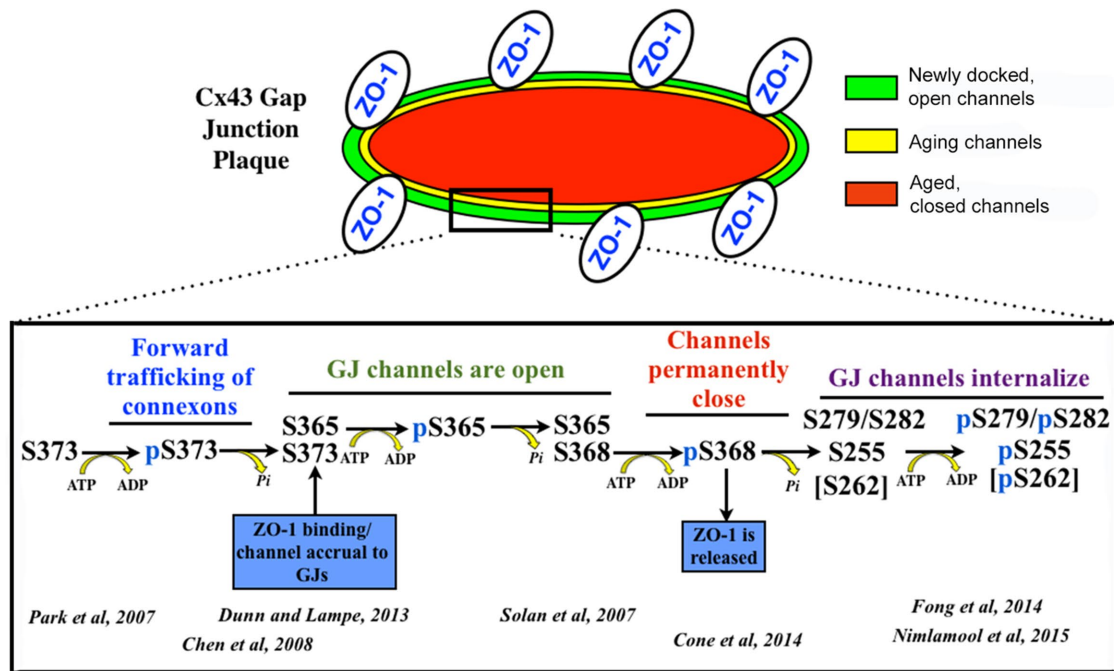 Cx43 Gap
Junction
Plaque
ZO-1
ZO-1
ZO-1
ZO-1
ZO-1
ZO-1
ZO-1
Newly docked,
open channels
Aging channels
Aged,
closed channels
Forward
trafficking of
connexons
GJ channels are open
Channels
permanently
close
GJ channels internalize
S373
ATP
ADP
pS373
Pi
S365
S373
ATP
ADP
pS365
Pi
S365
S368
ATP
ADP
pS368
Pi
S279/S282
S255
[S262]
ATP
ADP
pS279/pS282
pS255
[pS262]
ZO-1 binding/
channel accrual to
GJs
ZO-1 is
released
Park et al, 2007
Chen et al, 2008
Dunn and Lampe, 2013
Solan et al, 2007
Cone et al, 2014
Fong et al, 2014
Nimlamool et al, 2015